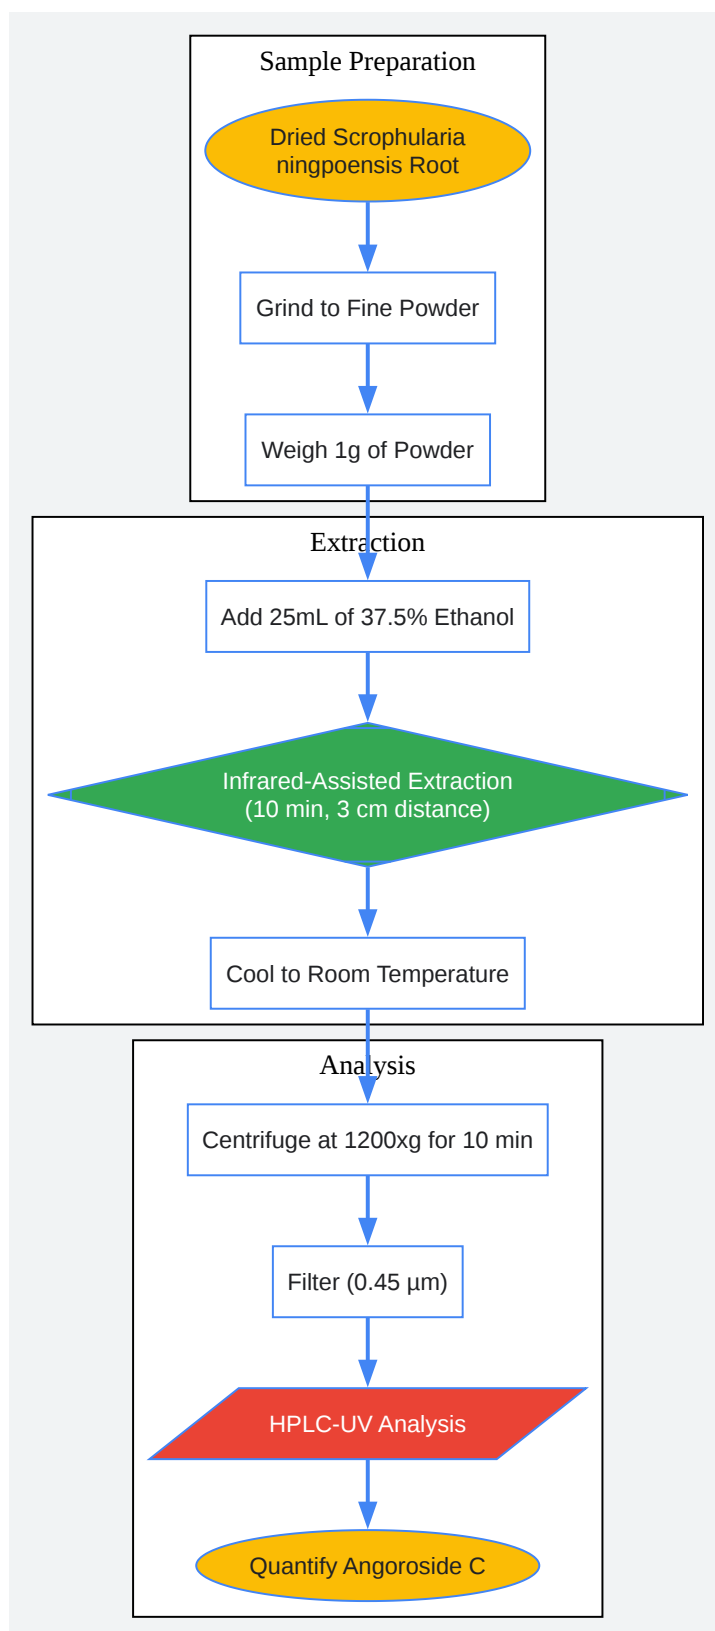 Sample Preparation
Dried Scrophularia
ningpoensis Root
Grind to Fine Powder
Weigh 1g of Powder
Extraction
Add 25mL of 37.5% Ethanol
Infrared-Assisted Extraction
(10 min, 3 cm distance)
Cool to Room Temperature
Analysis
Centrifuge at 1200xg for 10 min
Filter (0.45 µm)
HPLC-UV Analysis
Quantify Angoroside C